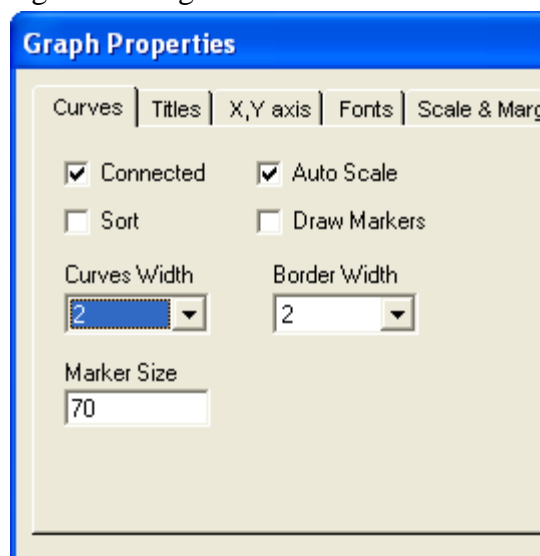 Graph Properties
Curves Titles X,Y axis Fonts Scale &
Connected Auto Scale
Sort Draw Markers
Curves Width Border Width
2 2
Marker Size
70